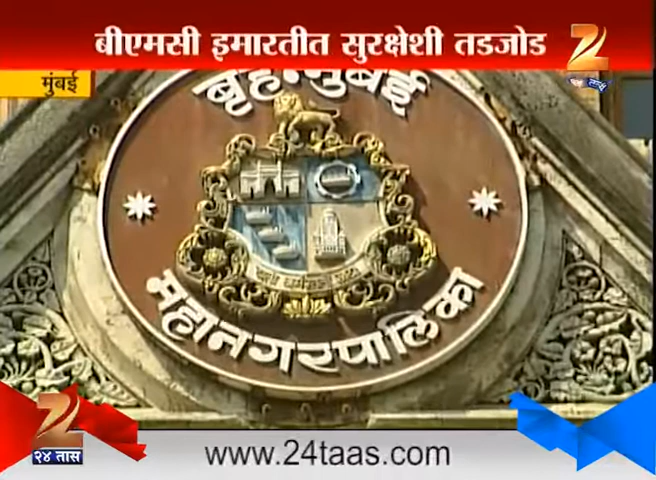 बीएमसी इमारतीत सुरक्षेशी तडजोड
मुंबई
बृहन्मुंबई
महानगरपालिका
२४ तास
www.24taas.com